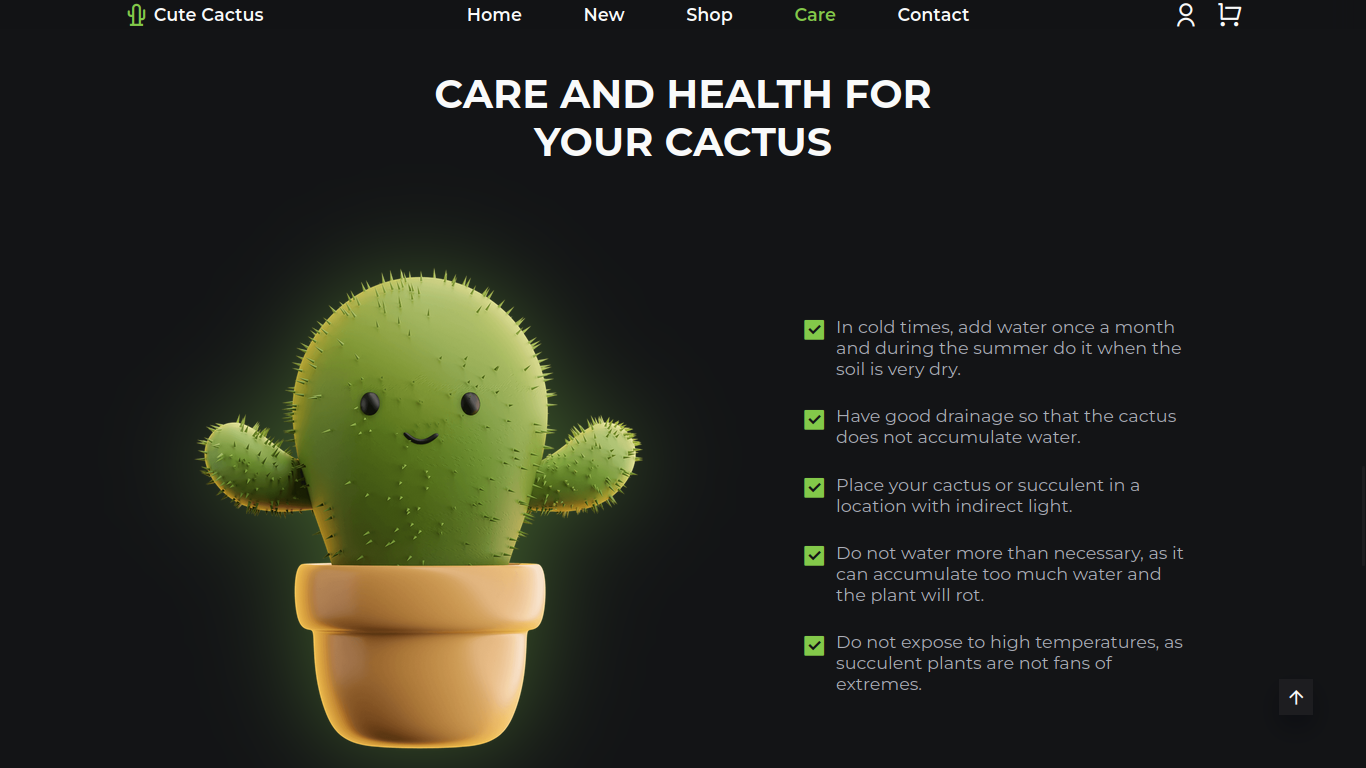 Cute Cactus
Home
New
Shop
Care
Contact
CARE AND HEALTH FOR
YOUR CACTUS
In cold times, add water once a month
and during the summer do it when the
soil is very dry.
Have good drainage so that the cactus
does not accumulate water.
Place your cactus or succulent in a
location with indirect light.
Do not water more than necessary, as it
can accumulate too much water and
the plant will rot.
Do not expose to high temperatures, as
succulent plants are not fans of
extremes.